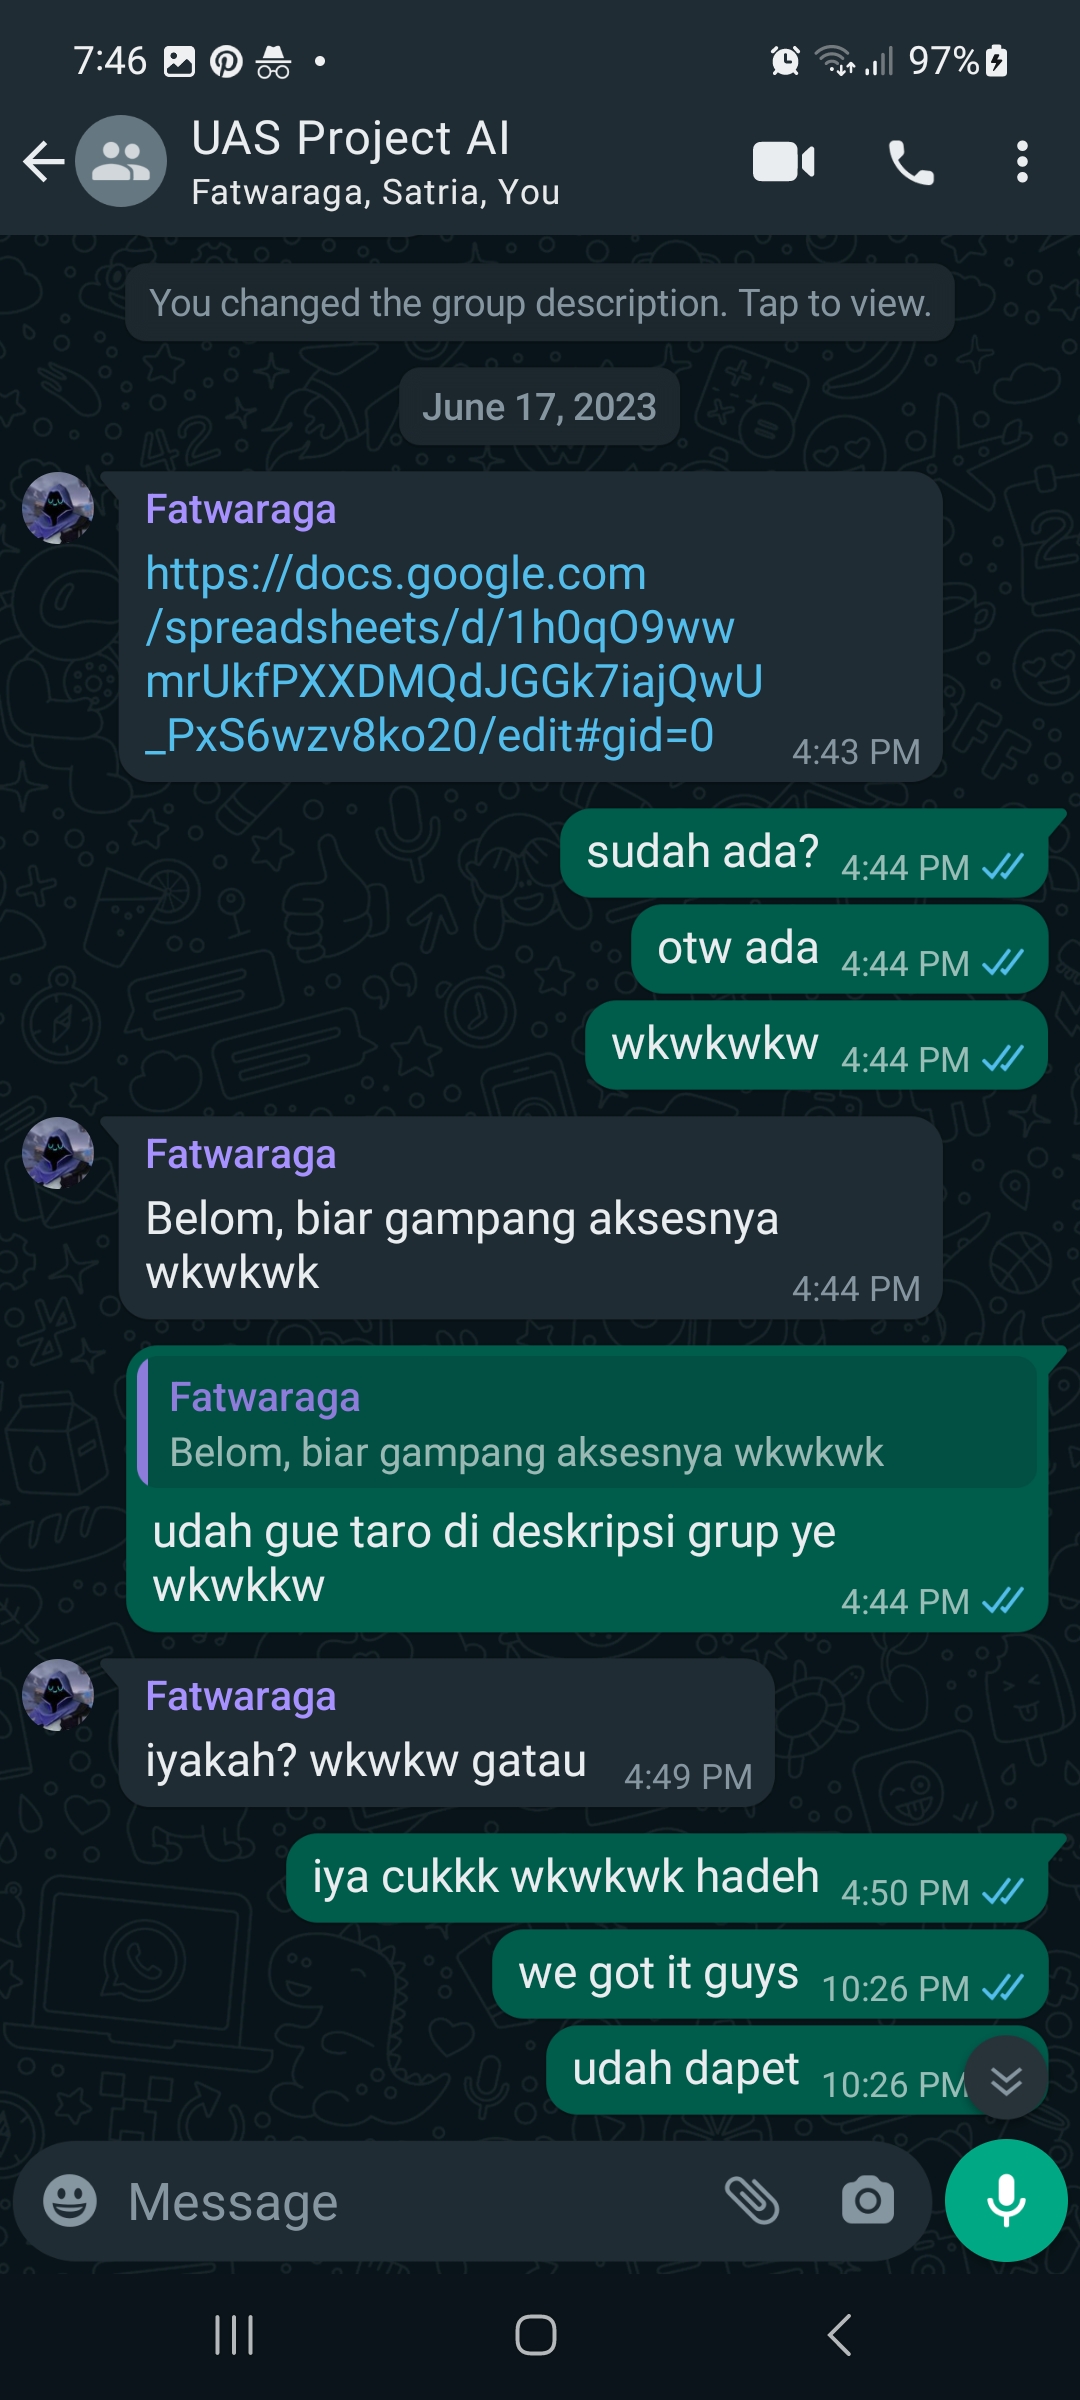 7:46
97%
UAS Project AI
Fatwaraga, Satria, You
You changed the group description. Tap to view.
June 17, 2023
Fatwaraga
https://docs.google.com
/spreadsheets/d/1h0qO9ww
mrUkfPXXDMQdJGGk7iajQwU
_PxS6wzv8ko20/edit#gid=0
4:43 PM
sudah ada? 4:44 PM
otw ada 4:44 PM
wkwkwkw 4:44 PM
Fatwaraga
Belom, biar gampang aksesnya
wkwkwk
4:44 PM
Fatwaraga
Belom, biar gampang aksesnya wkwkwk
udah gue taro di deskripsi grup ye
wkwkkw
4:44 PM
Fatwaraga
iyakah? wkwkw gatau 4:49 PM
iya cukkk wkwkwk hadeh 4:50 PM
we got it guys 10:26 PM
udah dapet 10:26 PM
Message